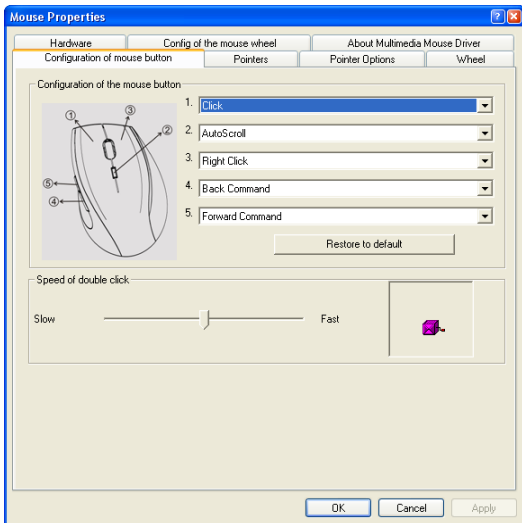 Mouse Properties
Hardware Config of the mouse wheel About Multimedia Mouse Driver
Configuration of mouse button Pointers Pointer Options Wheel
Configuration of the mouse button
① ③ ② ⑤ ④
1. Click
2. AutoScroll
3. Right Click
4. Back Command
5. Forward Command
Restore to default
Speed of double click
Slow Fast
OK Cancel Apply